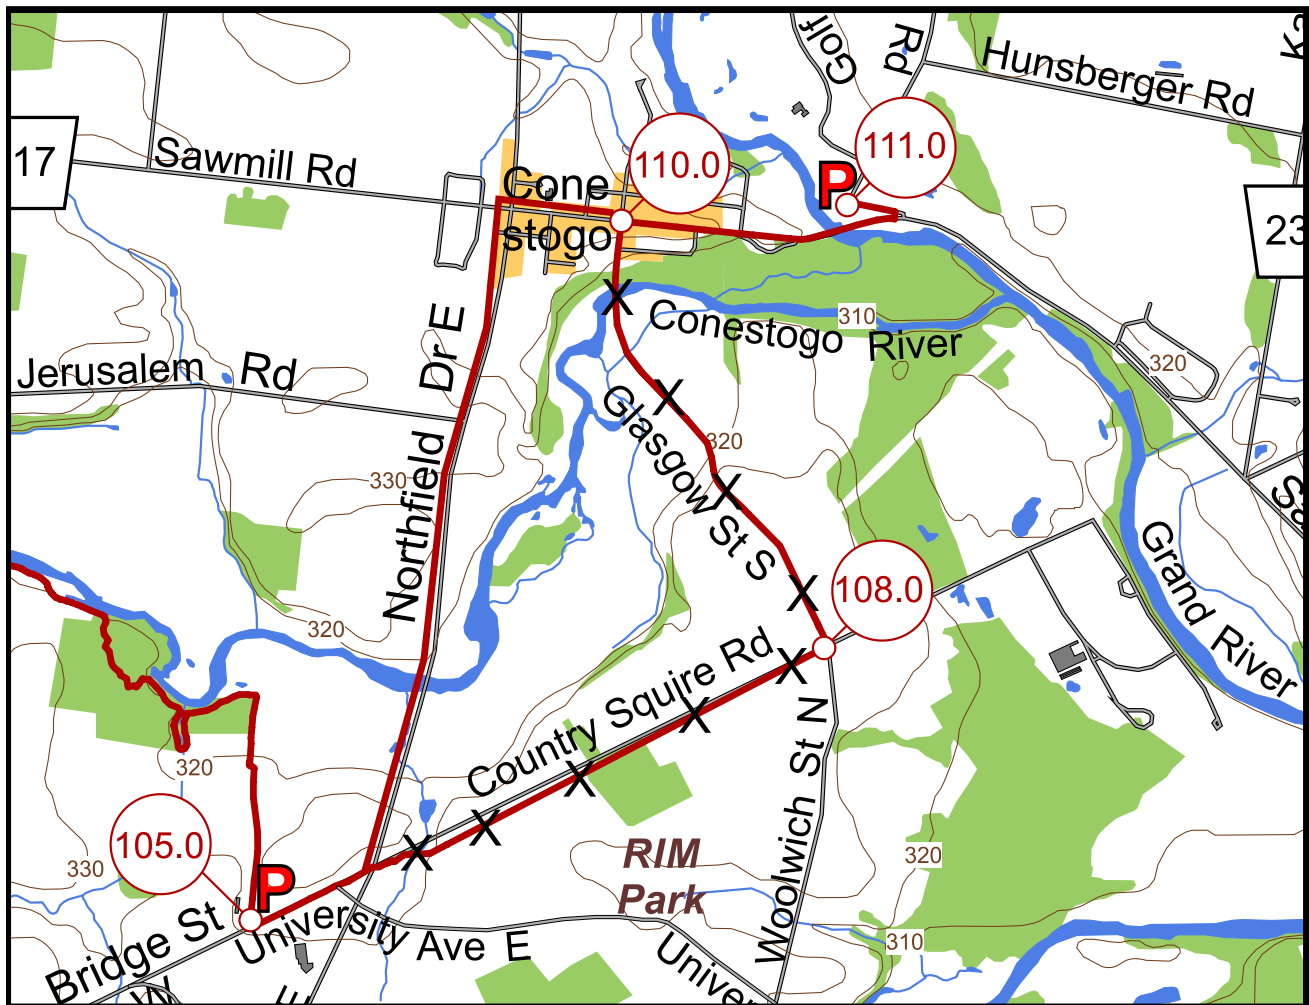 Golf
Rd
Hunsberger Rd
Ka
17
Sawmill Rd
Cone
stogo
110.0
P
111.0
23
Conestogo River
310
Jerusalem Rd
Northfield Dr E
Glasgow St S
320
320
330
Sa
Grand River
108.0
320
Country Squire Rd
Woolwich St N
320
105.0
P
330
RIM
Park
320
310
Bridge St
W
University Ave E
E
Univer
X
X
X
X
X
X
X
X
X